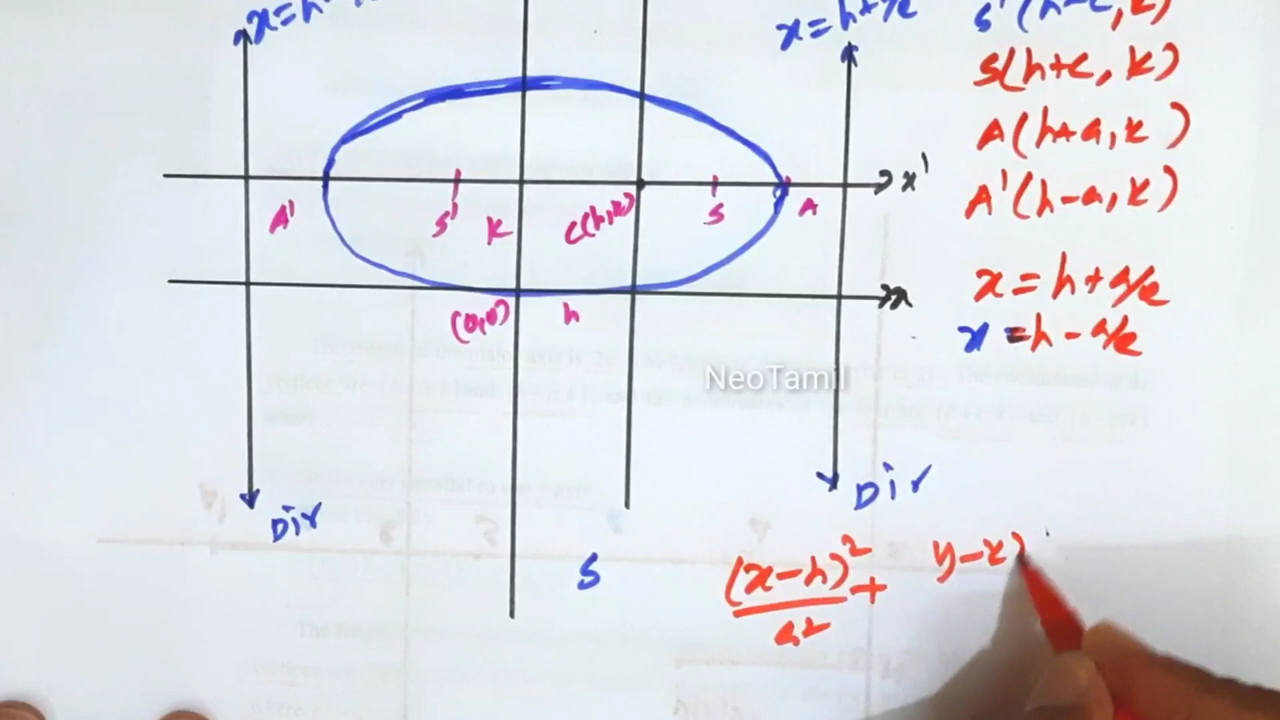 x=h+a/e
S'(h-c,k)
S(h+c, k)
A(h+a, k)
A'(h-a, k)
x'
A'
S'
k
C(h,k)
S
A
x
(0,0)
h
x = h + a/e
x = h - a/e
NeoTamil
Dir
Dir
S
(x-h)² + y-k)
a²